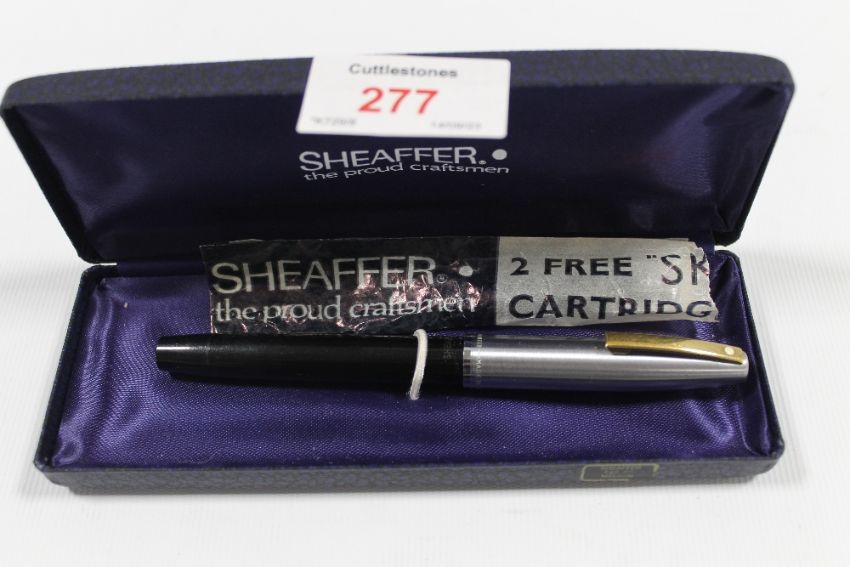 Cuttlestones
277
SHEAFFER.
the proud craftsmen
SHEAFFER®
the proud craftsmen
2 FREE "SK
CARTRIDG